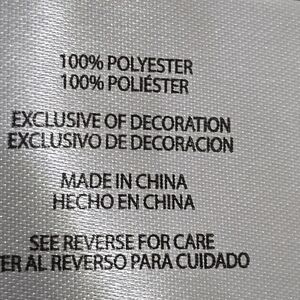 100% POLYESTER
100% POLIÉSTER
EXCLUSIVE OF DECORATION
EXCLUSIVO DE DECORACION
MADE IN CHINA
HECHO EN CHINA
SEE REVERSE FOR CARE
ER AL REVERSO PARA CUIDADO